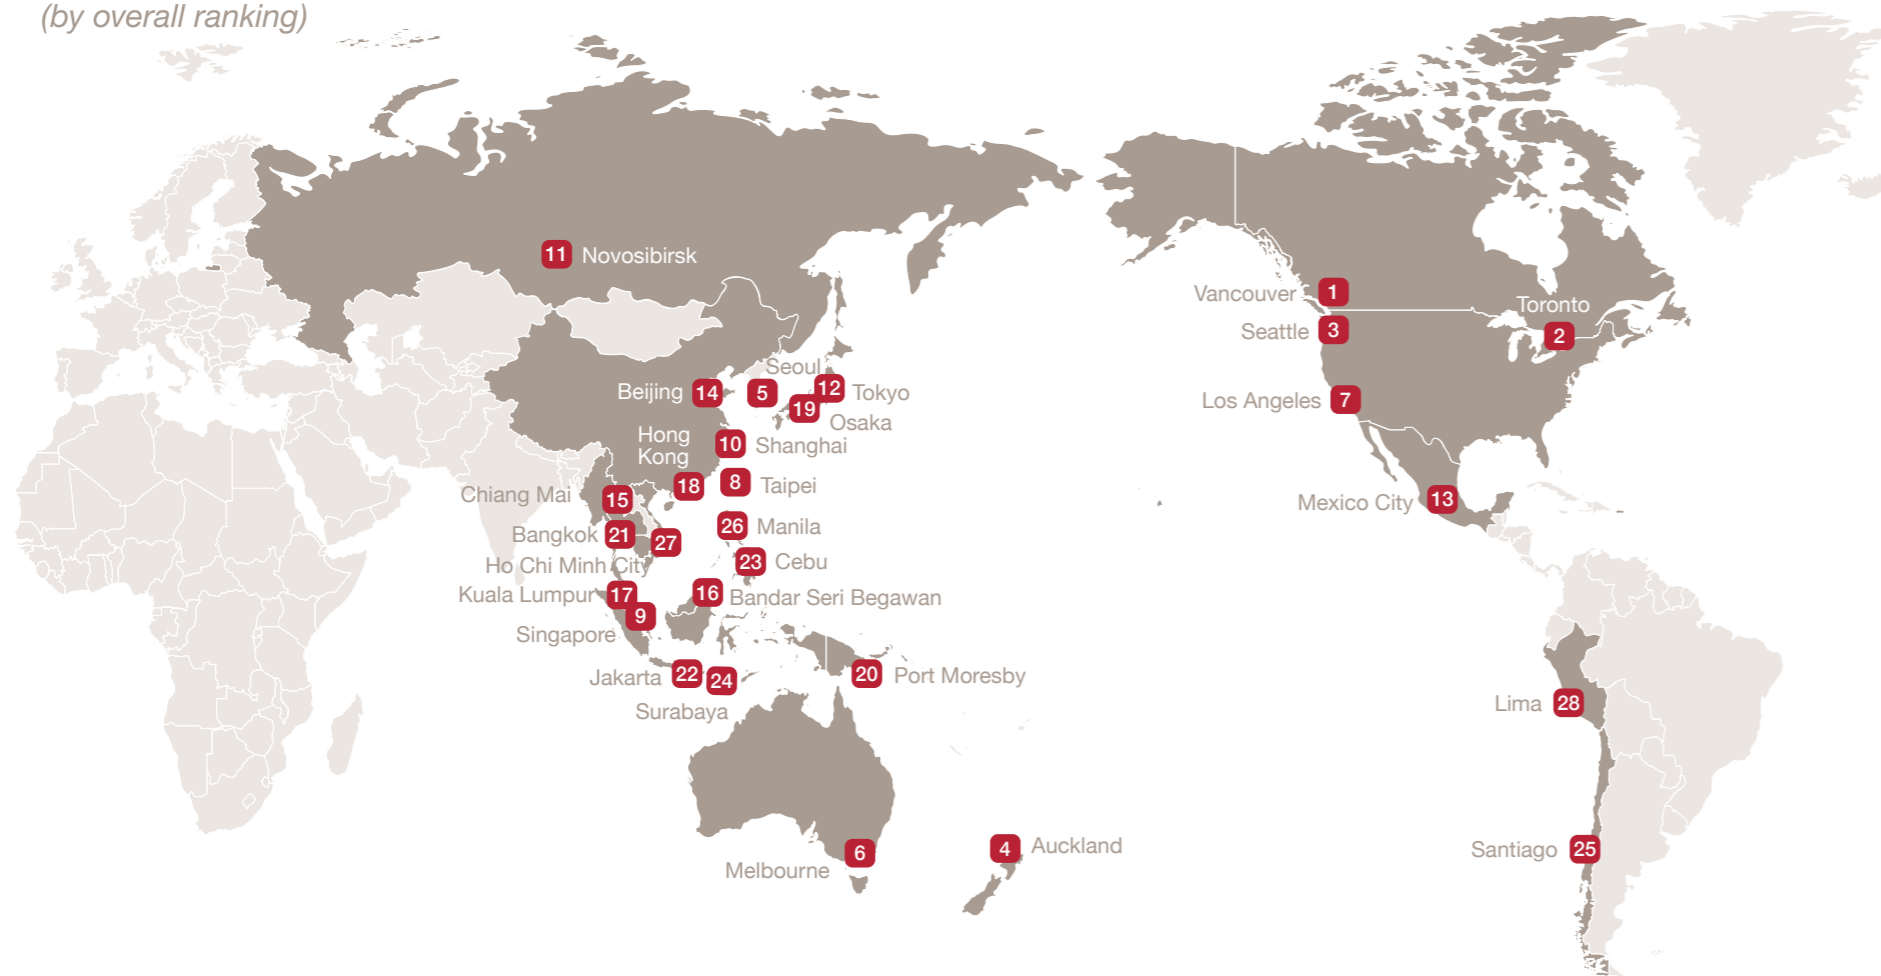 (by overall ranking)
11 Novosibirsk
Vancouver 1
Toronto
2
Seattle 3
Seoul
5
Beijing 14
12 Tokyo
19
Osaka
Los Angeles 7
Hong
Kong
18
10 Shanghai
8 Taipei
Chiang Mai 15
Mexico City 13
Bangkok 21
26 Manila
27
Ho Chi Minh City
23 Cebu
Kuala Lumpur 17
16 Bandar Seri Begawan
9
Singapore
Jakarta 22
24
Surabaya
20 Port Moresby
Lima 28
6
Melbourne
4 Auckland
Santiago 25